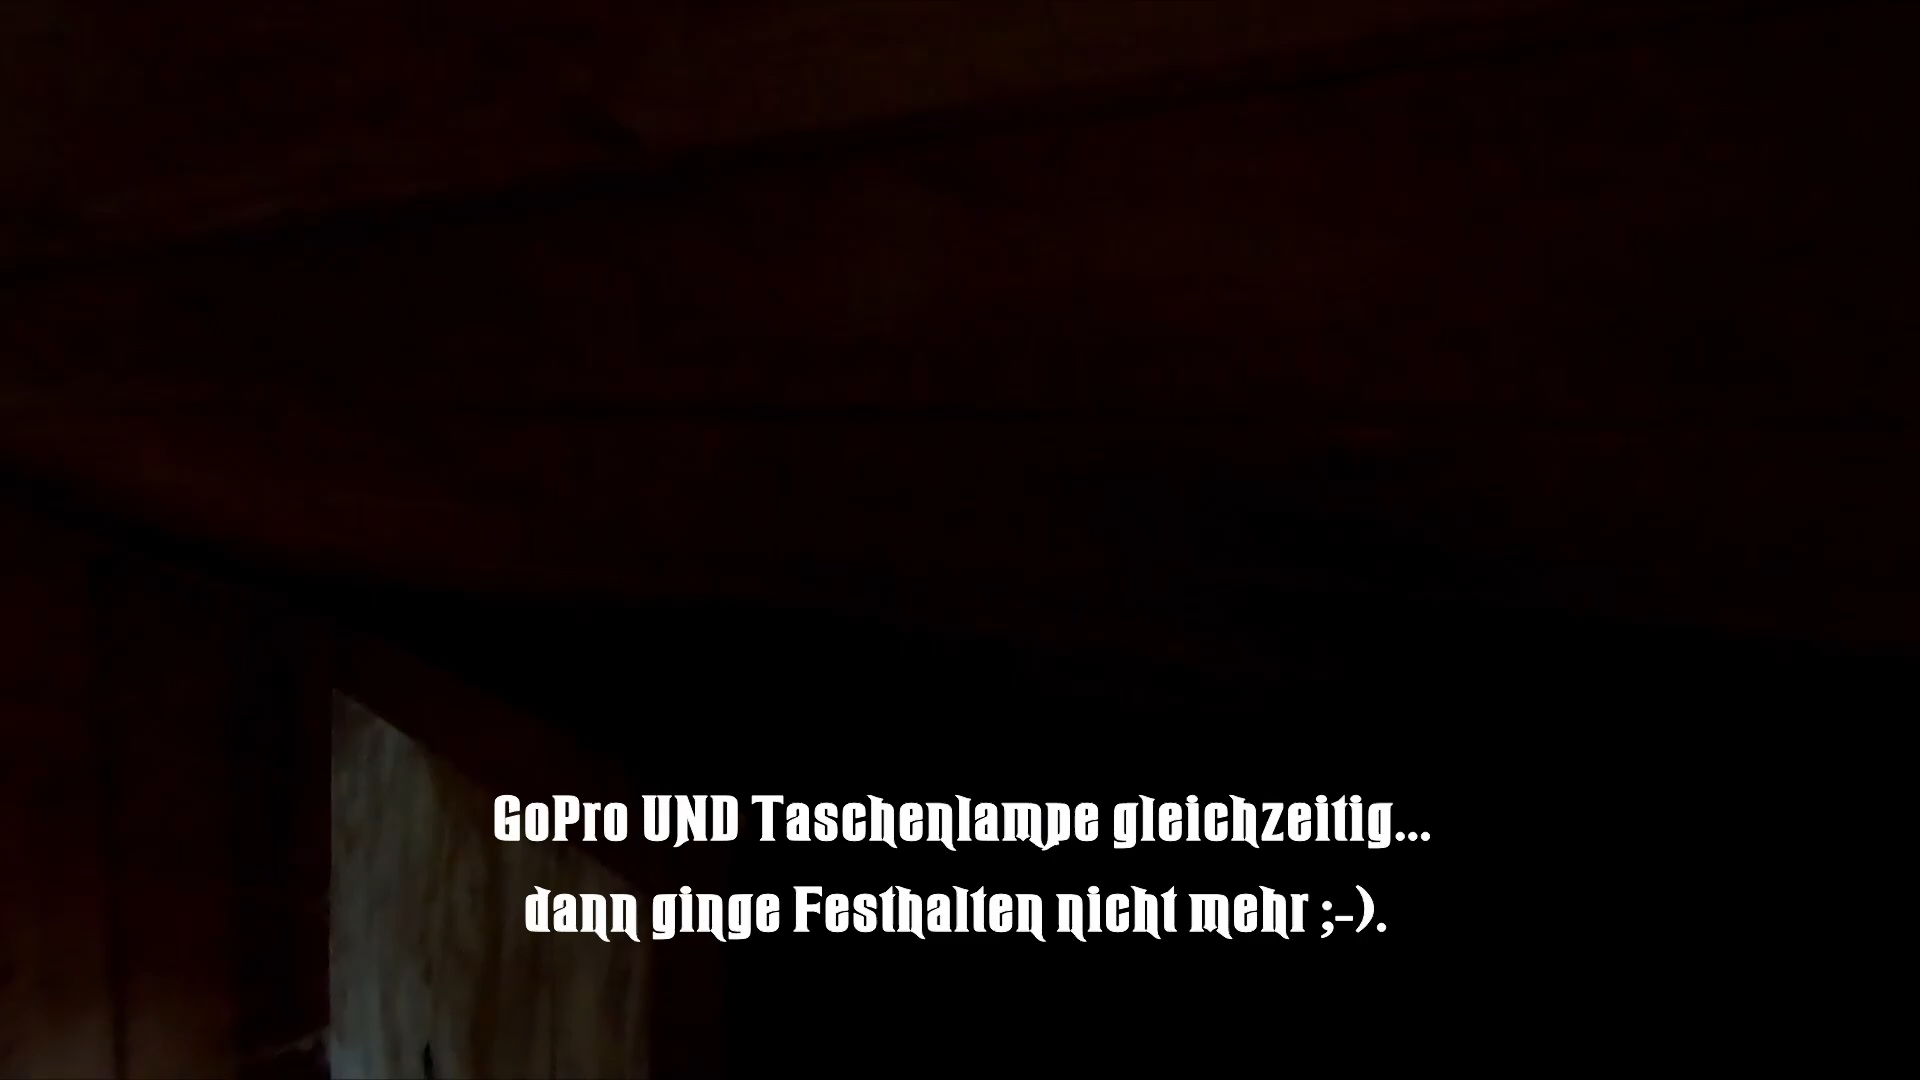 GoPro UND Taschenlampe gleichzeitig...
dann ginge Festhalten nicht mehr ;-).